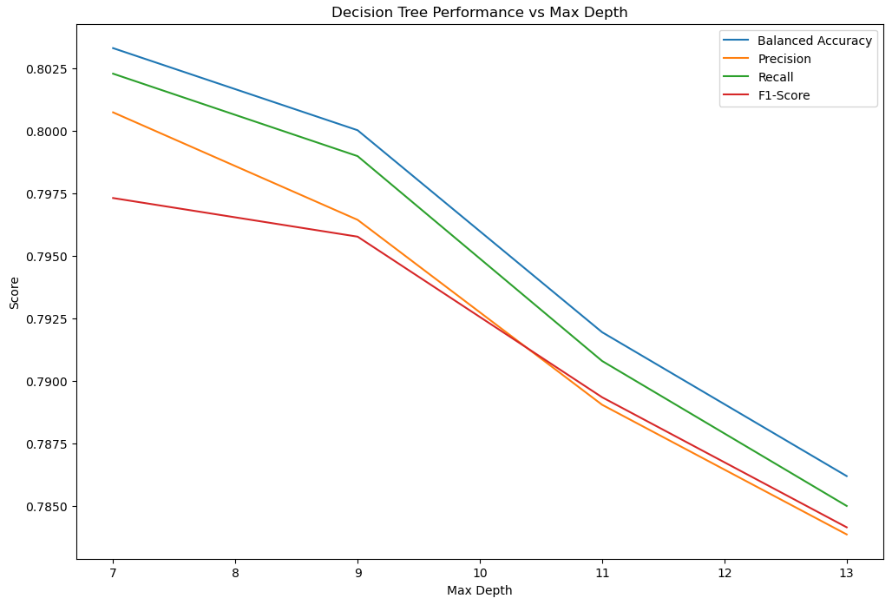 Decision Tree Performance vs Max Depth
Balanced Accuracy
Precision
Recall
F1-Score
0.8025
0.8000
0.7975
0.7950
0.7925
0.7900
0.7875
0.7850
Score
7 8 9 10 11 12 13
Max Depth